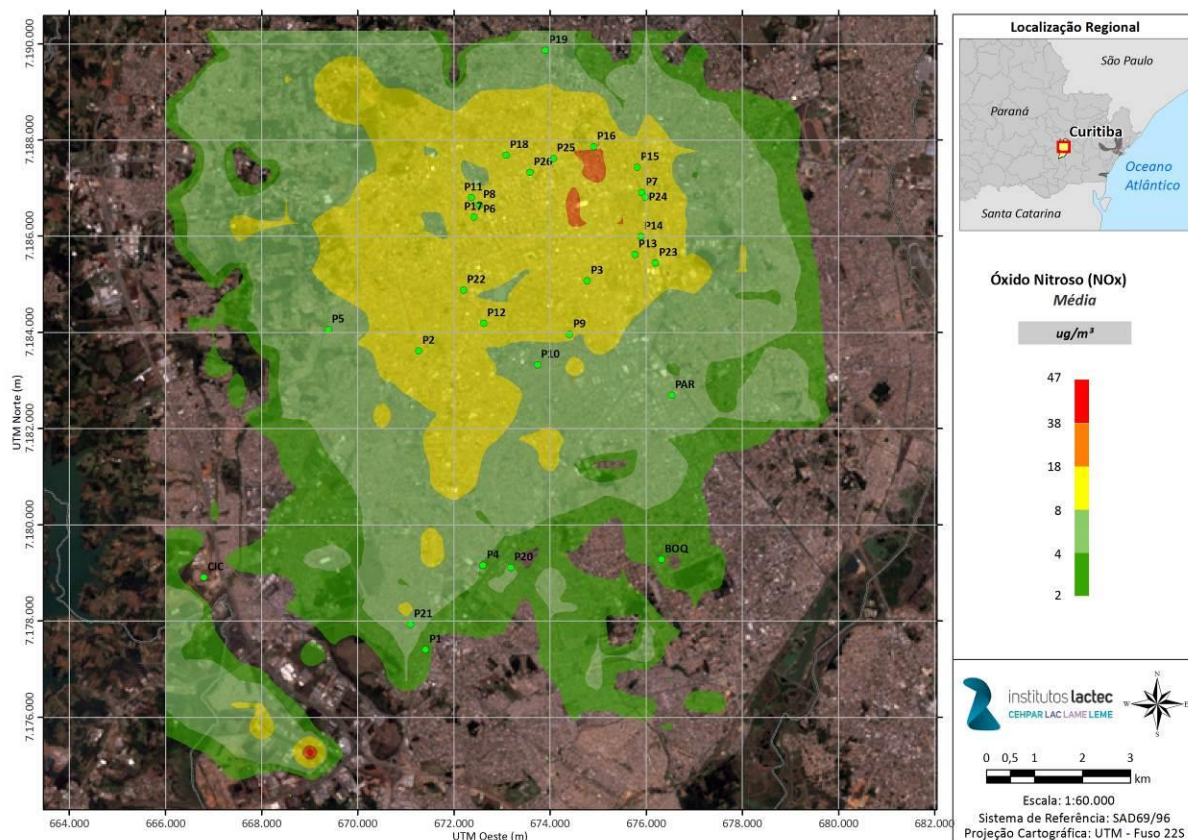 7.190.000
7.188.000
7.186.000
7.184.000
7.182.000
7.180.000
7.178.000
7.176.000
UTM Norte (m)
P19
P16
P18
P25
P26
P15
P7
P24
P11
P8
P17
P6
P14
P13
P23
P3
P22
P12
P9
P5
P2
P10
PAR
P4
P20
BOQ
CIC
P21
P1
664.000
666.000
668.000
670.000
672.000
674.000
676.000
678.000
680.000
682.000
UTM Oeste (m)
Localização Regional
São Paulo
Paraná
Curitiba
Oceano
Atlântico
Santa Catarina
Óxido Nitroso (NOx)
Média
ug/m³
47
38
18
8
4
2
institutos lactec
CEHPAR LAC LAME LEME
N
W
E
S
0 0,5 1 2 3
km
Escala: 1:60.000
Sistema de Referência: SAD69/96
Projeção Cartográfica: UTM - Fuso 22S